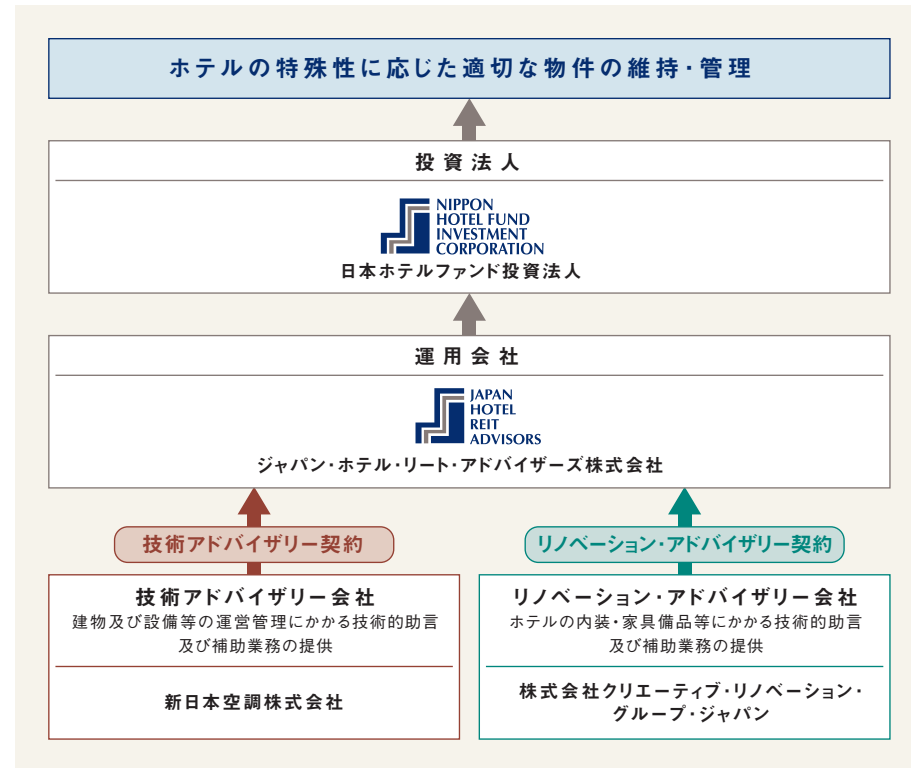 ホテルの特殊性に応じた適切な物件の維持・管理
投資法人
NIPPON
HOTEL FUND
INVESTMENT
CORPORATION
日本ホテルファンド投資法人
運用会社
JAPAN
HOTEL
REIT
ADVISORS
ジャパン・ホテル・リート・アドバイザーズ株式会社
技術アドバイザリー契約
リノベーション・アドバイザリー契約
技術アドバイザリー会社
建物及び設備等の運営管理にかかる技術的助言
及び補助業務の提供
新日本空調株式会社
リノベーション・アドバイザリー会社
ホテルの内装・家具備品等にかかる技術的助言
及び補助業務の提供
株式会社クリエーティブ・リノベーション・
グループ・ジャパン